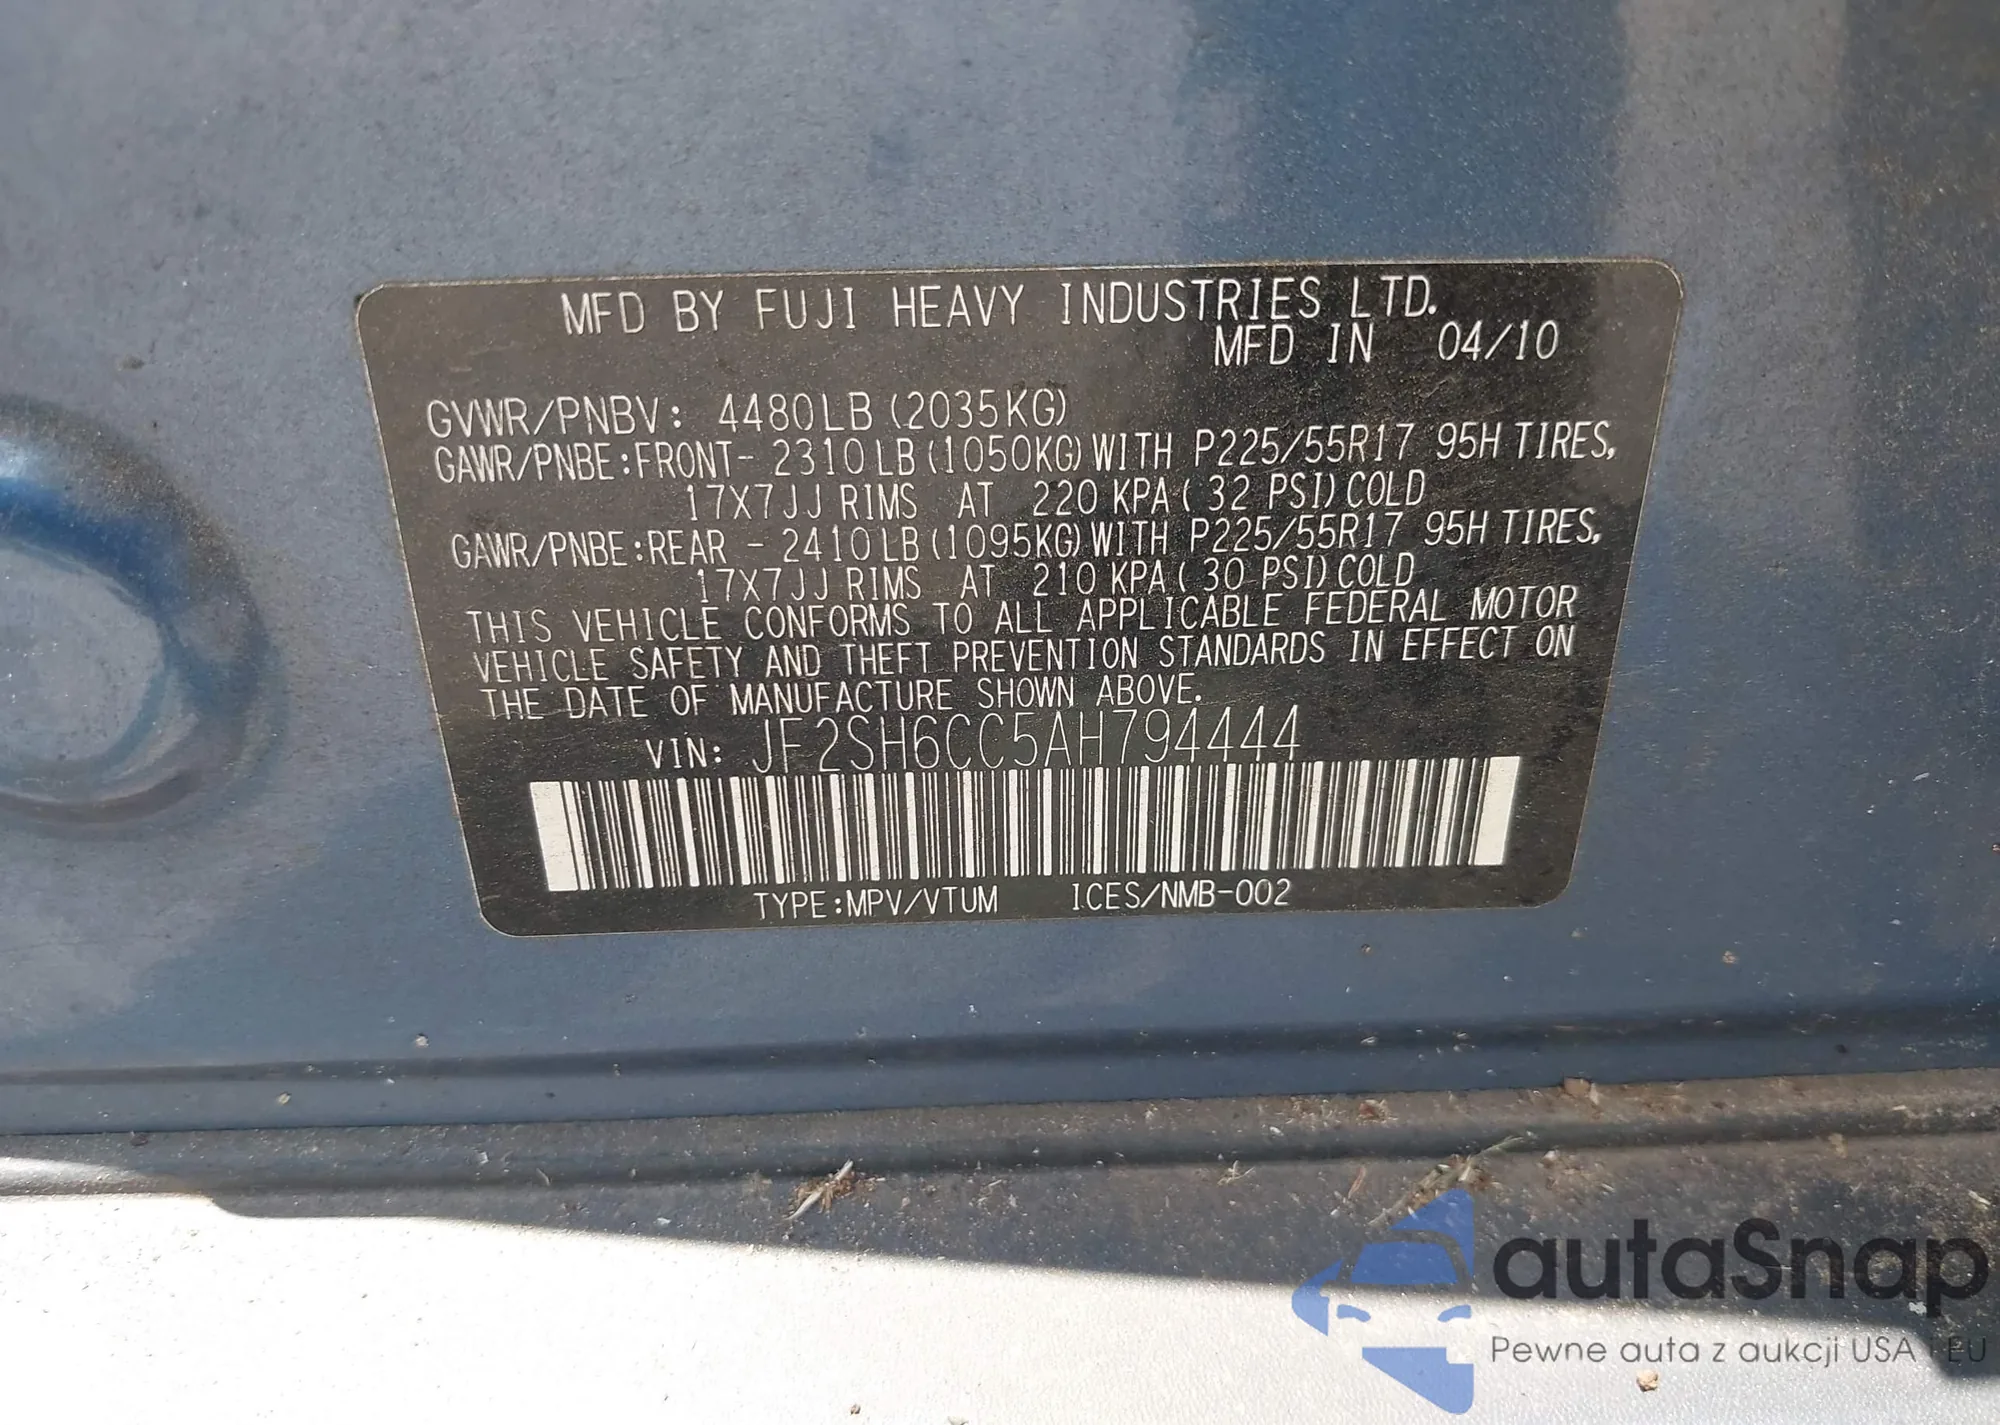 MFD BY FUJI HEAVY INDUSTRIES LTD.
MFD IN 04/10
GVWR/PNBV: 4480LB (2035KG)
GAWR/PNBE:FRONT- 2310LB(1050KG)WITH P225/55R17 95H TIRES,
17X7JJ RIMS AT 220 KPA( 32 PSI)COLD
GAWR/PNBE:REAR - 2410LB(1095KG)WITH P225/55R17 95H TIRES,
17X7JJ RIMS AT 210 KPA( 30 PSI)COLD
THIS VEHICLE CONFORMS TO ALL APPLICABLE FEDERAL MOTOR
VEHICLE SAFETY AND THEFT PREVENTION STANDARDS IN EFFECT ON
THE DATE OF MANUFACTURE SHOWN ABOVE.
VIN: JF2SH6CC5AH794444
TYPE:MPV/VTUM ICES/NMB-002
autaSnap
Pewne auta z aukcji USA i EU